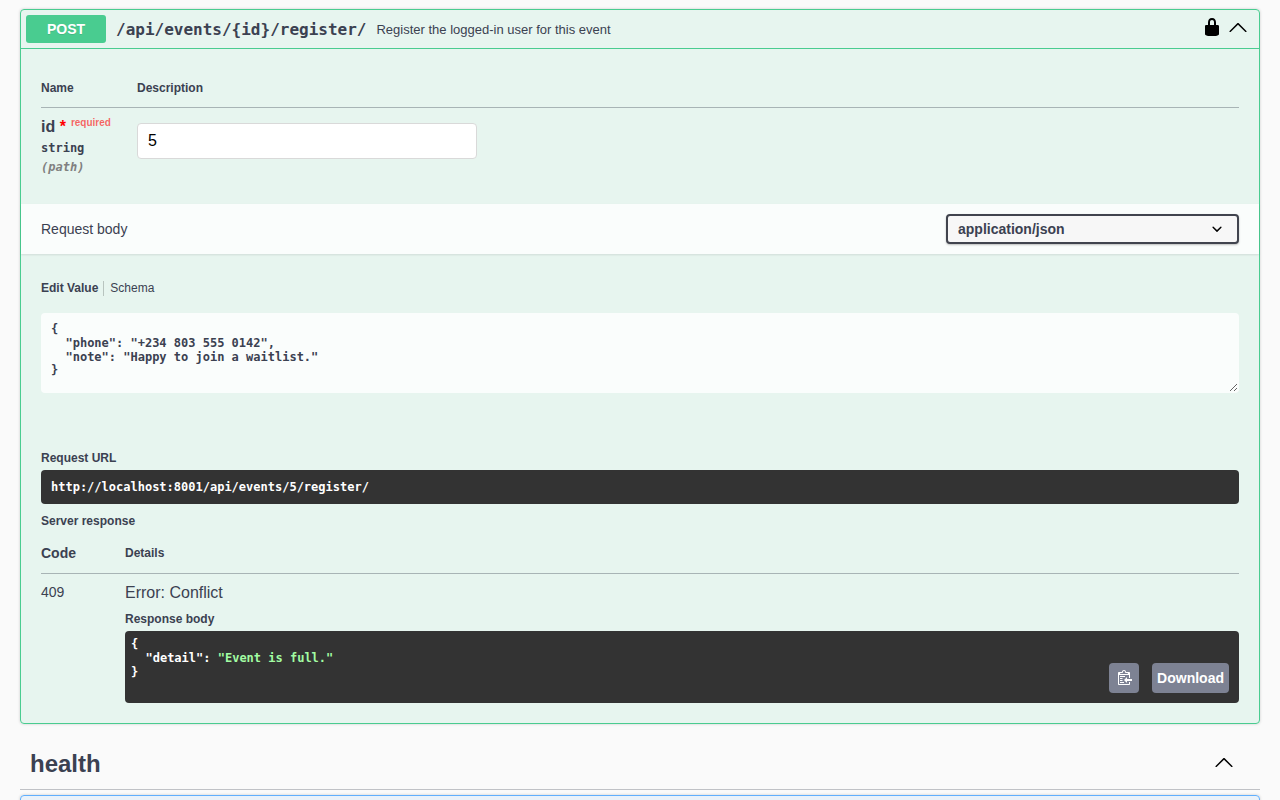 POST /api/events/{id}/register/ Register the logged-in user for this event
Name Description
id * required
string
(path)
5
Request body application/json
Edit Value Schema
{
  "phone": "+234 803 555 0142",
  "note": "Happy to join a waitlist."
}
Request URL
http://localhost:8001/api/events/5/register/
Server response
Code Details
409 Error: Conflict
Response body
{
  "detail": "Event is full."
}
Download
health